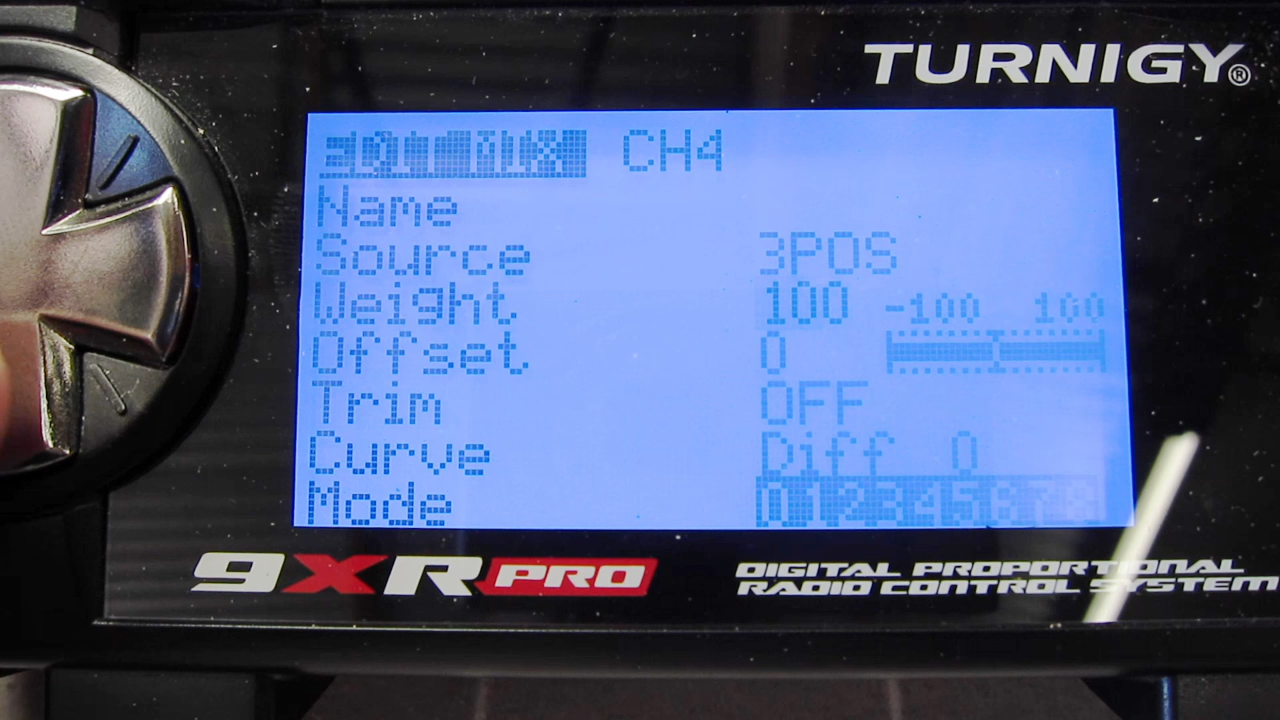 TURNIGY®
CH4
Name
Source 3POS
Weight 100 -100 100
Offset 0
Trim OFF
Curve Diff 0
Mode 012345678
9XR PRO
DIGITAL PROPORTIONAL
RADIO CONTROL SYSTEM